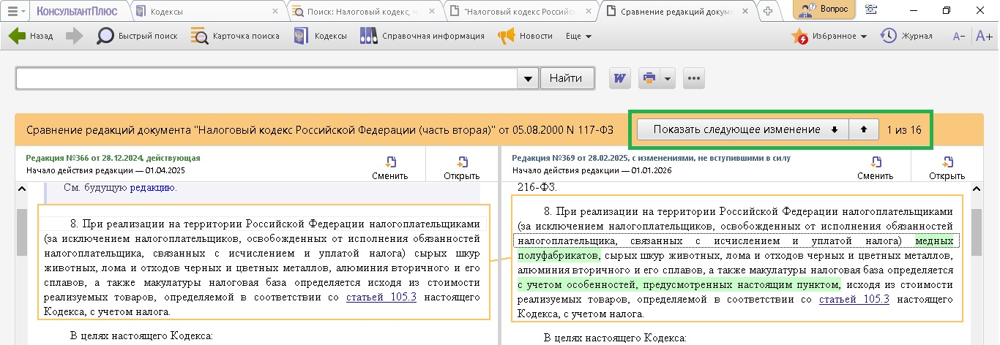 КОНСУЛЬТАНТПЛЮС Кодексы Поиск: Налоговый кодекс, ча "Налоговый кодекс Российск Сравнение редакций докуме Вопрос
Назад Быстрый поиск Карточка поиска Кодексы Справочная информация Новости Еще Избранное Журнал А− А+
Найти W
Сравнение редакций документа "Налоговый кодекс Российской Федерации (часть вторая)" от 05.08.2000 N 117-ФЗ Показать следующее изменение 1 из 16
Редакция №366 от 28.12.2024, действующая
Начало действия редакции — 01.04.2025
Сменить Открыть
См. будущую редакцию.
8. При реализации на территории Российской Федерации налогоплательщиками
(за исключением налогоплательщиков, освобожденных от исполнения обязанностей
налогоплательщика, связанных с исчислением и уплатой налога) сырых шкур
животных, лома и отходов черных и цветных металлов, алюминия вторичного и его
сплавов, а также макулатуры налоговая база определяется исходя из стоимости
реализуемых товаров, определяемой в соответствии со статьей 105.3 настоящего
Кодекса, с учетом налога.
В целях настоящего Кодекса:
Редакция №369 от 28.02.2025, с изменениями, не вступившими в силу
Начало действия редакции — 01.01.2026
Сменить Открыть
216-ФЗ.
8. При реализации на территории Российской Федерации налогоплательщиками
(за исключением налогоплательщиков, освобожденных от исполнения обязанностей
налогоплательщика, связанных с исчислением и уплатой налога) медных
полуфабрикатов, сырых шкур животных, лома и отходов черных и цветных металлов,
алюминия вторичного и его сплавов, а также макулатуры налоговая база определяется
с учетом особенностей, предусмотренных настоящим пунктом, исходя из стоимости
реализуемых товаров, определяемой в соответствии со статьей 105.3 настоящего
Кодекса, с учетом налога.
В целях настоящего Кодекса: